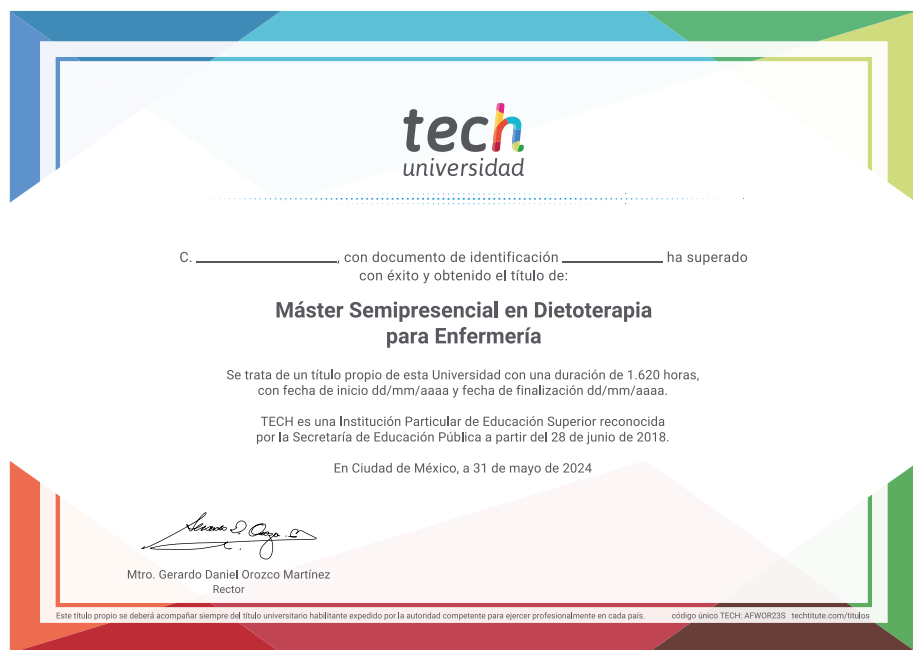 tech
universidad
C. ____________, con documento de identificación ____________ ha superado
con éxito y obtenido el título de:
Máster Semipresencial en Dietoterapia
para Enfermería
Se trata de un título propio de esta Universidad con una duración de 1.620 horas,
con fecha de inicio dd/mm/aaaa y fecha de finalización dd/mm/aaaa.
TECH es una Institución Particular de Educación Superior reconocida
por la Secretaría de Educación Pública a partir del 28 de junio de 2018.
En Ciudad de México, a 31 de mayo de 2024
Mtro. Gerardo Daniel Orozco Martínez
Rector
Este título propio se deberá acompañar siempre del título universitario habilitante expedido por la autoridad competente para ejercer profesionalmente en cada país. código único TECH: AFWOR23S techtitute.com/titulos